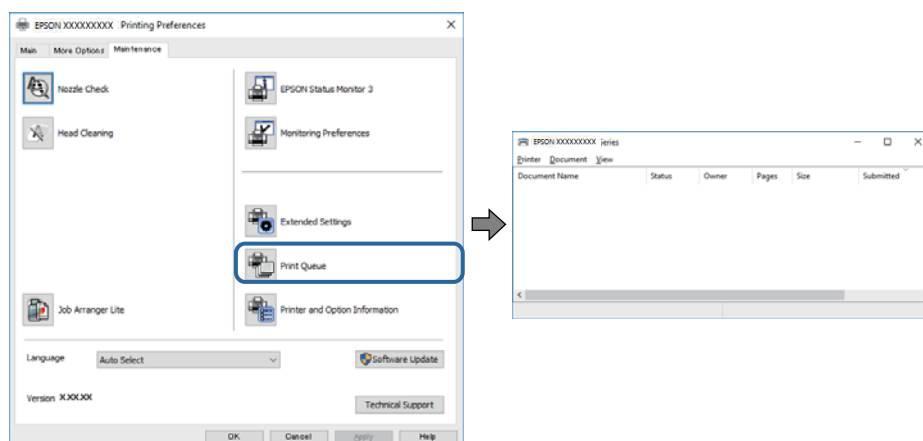 EPSON XXXXXXXXX Printing Preferences
Main More Options Maintenance
Nozzle Check
EPSON Status Monitor 3
Head Cleaning
Monitoring Preferences
Extended Settings
Print Queue
Job Arranger Lite
Printer and Option Information
Language Auto Select
Software Update
Version X.XX.XX
Technical Support
OK Cancel Apply Help
EPSON XXXXXXXXX Series
Printer Document View
Document Name Status Owner Pages Size Submitted